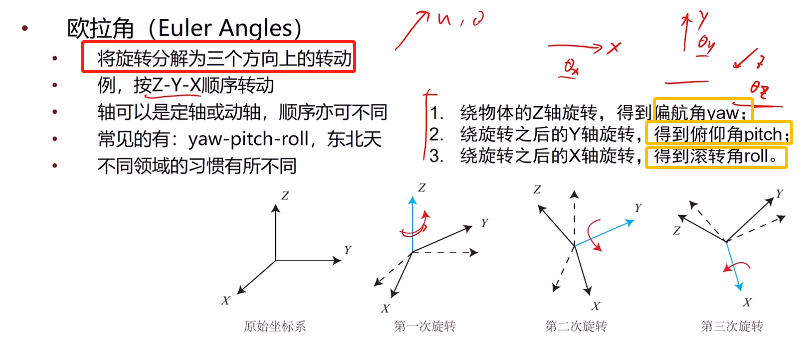 欧拉角（Euler Angles）
将旋转分解为三个方向上的转动
例，按Z-Y-X顺序转动
轴可以是定轴或动轴，顺序亦可不同
常见的有：yaw-pitch-roll，东北天
不同领域的习惯有所不同
u, θ
X
θx
Y
θy
Z
θz
1. 绕物体的Z轴旋转，得到偏航角yaw；
2. 绕旋转之后的Y轴旋转，得到俯仰角pitch；
3. 绕旋转之后的X轴旋转，得到滚转角roll。
Z
Y
X
原始坐标系
Z
Y
X
第一次旋转
Z
Y
X
第二次旋转
Y
Z
X
第三次旋转